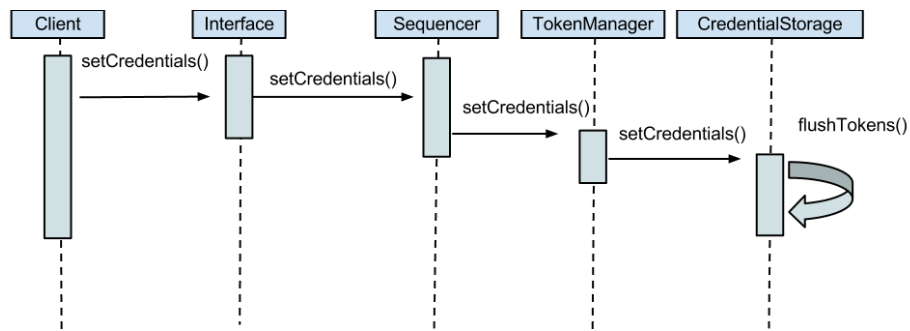 Client
Interface
Sequencer
TokenManager
CredentialStorage
setCredentials()
setCredentials()
setCredentials()
setCredentials()
flushTokens()